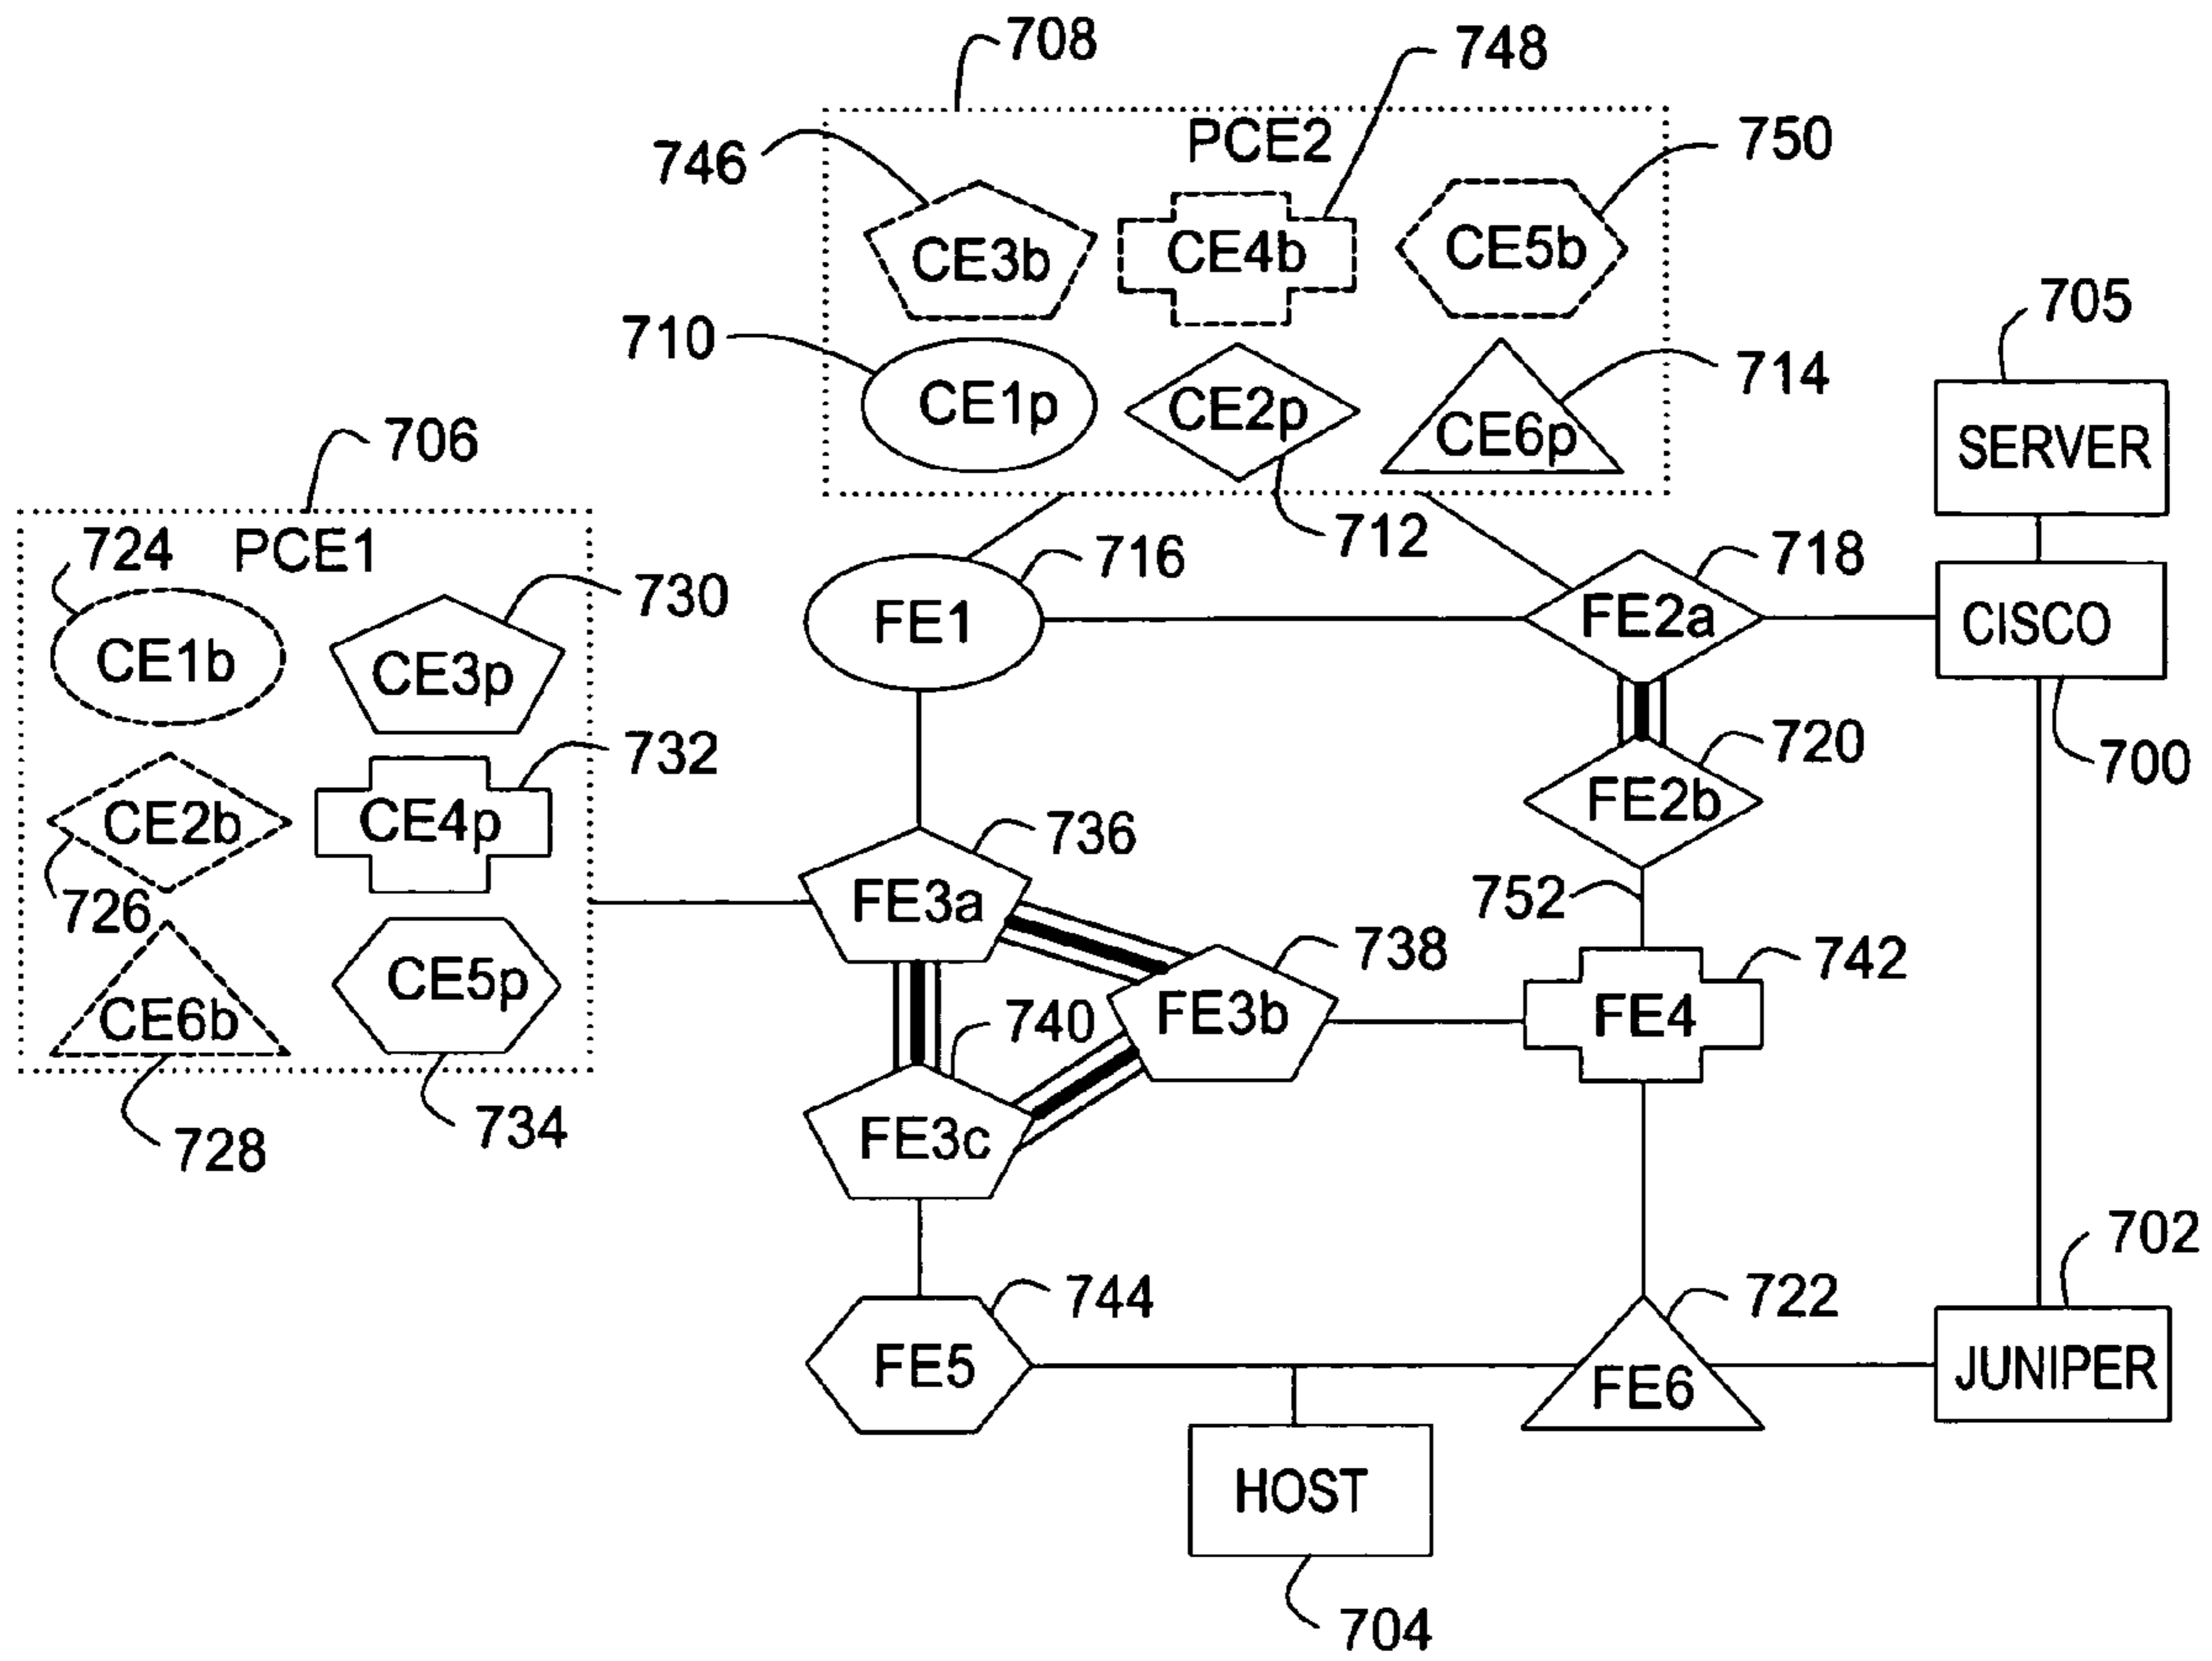 708
748
PCE2
750
746
CE3b
CE4b
CE5b
705
710
714
CE1p
CE2p
CE6p
SERVER
706
712
724
PCE1
716
718
730
FE1
FE2a
CISCO
CE1b
CE3p
732
720
700
CE2b
CE4p
FE2b
736
726
FE3a
752
738
742
CE6b
CE5p
740
FE3b
FE4
728
734
FE3c
702
744
722
FE5
FE6
JUNIPER
HOST
704